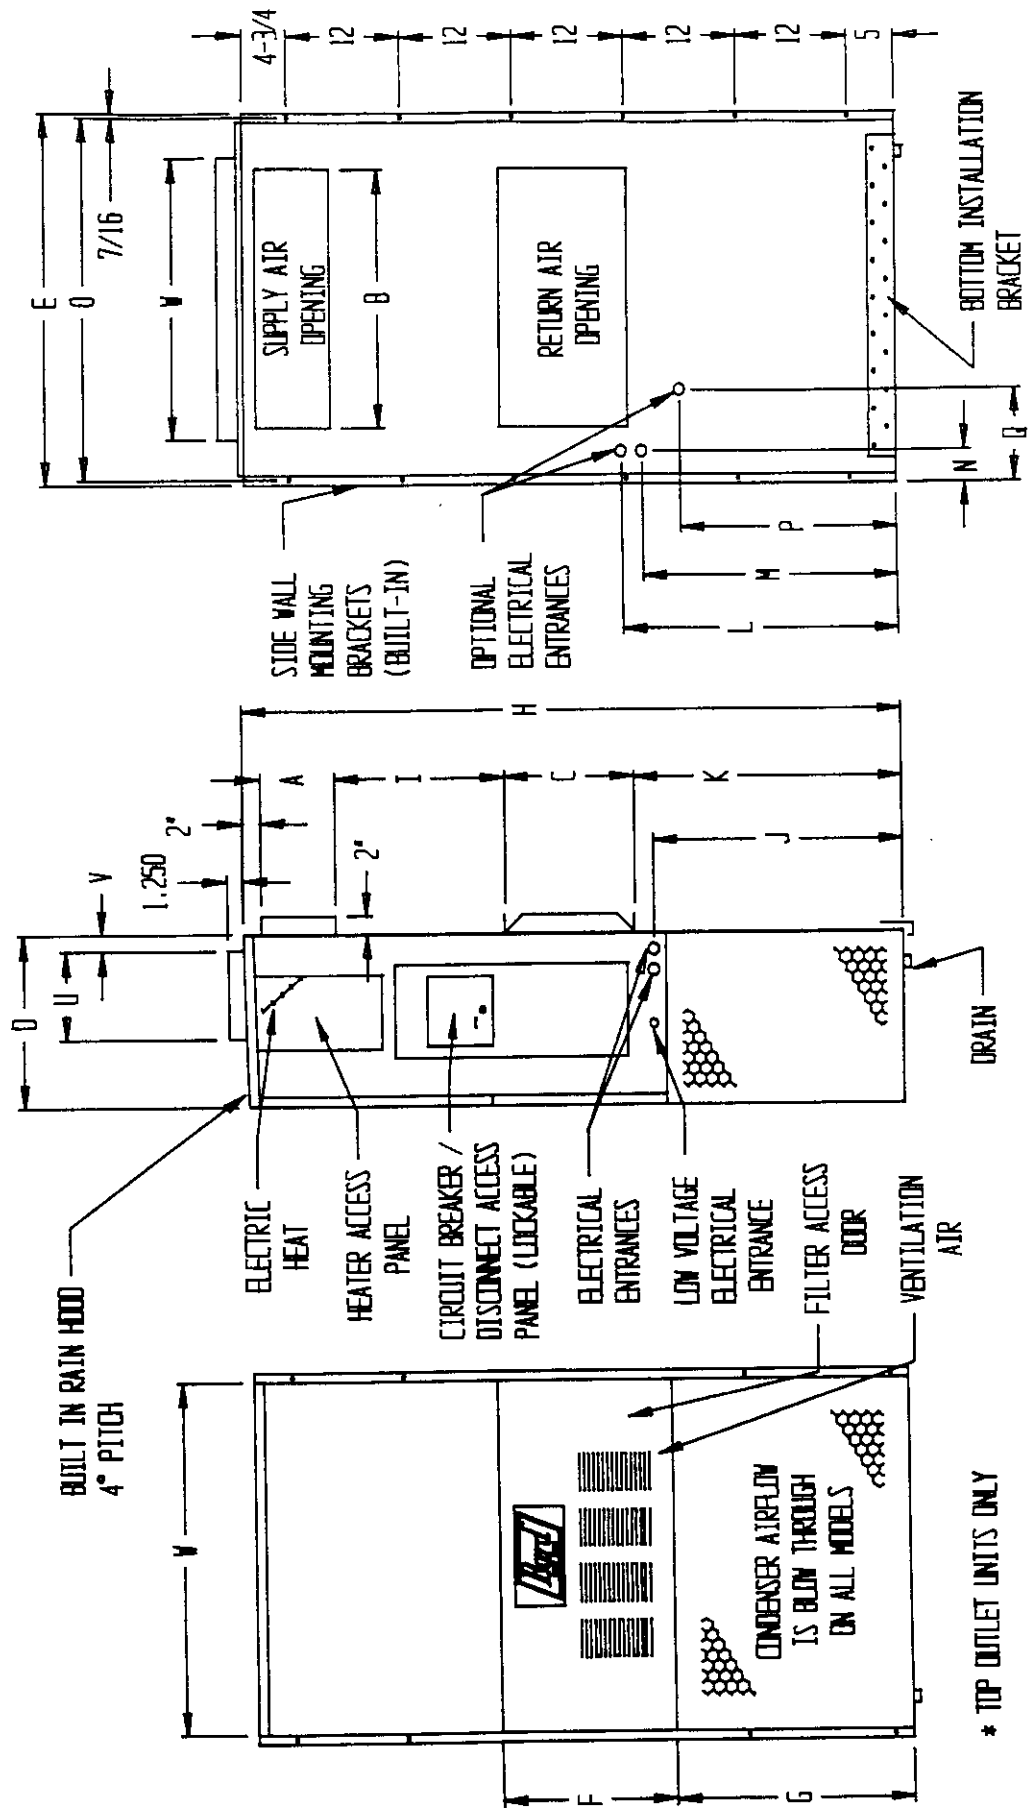 BUILT IN RAIN HOOD
4° PITCH
W
F
G
CONDENSER AIRFLOW
IS BLOW THROUGH
ON ALL MODELS
* TOP OUTLET UNITS ONLY
D
U
V
1.250
2"
A
I
C
K
J
H
2"
ELECTRIC
HEAT
HEATER ACCESS
PANEL
CIRCUIT BREAKER /
DISCONNECT ACCESS
PANEL (LOCKABLE)
ELECTRICAL
ENTRANCES
LOW VOLTAGE
ELECTRICAL
ENTRANCE
FILTER ACCESS
DOOR
VENTILATION
AIR
DRAIN
E
O
7/16
W
4-3/4
12
12
12
12
12
5
SUPPLY AIR
OPENING
B
RETURN AIR
OPENING
SIDE WALL
MOUNTING
BRACKETS
(BUILT-IN)
OPTIONAL
ELECTRICAL
ENTRANCES
L
M
P
N
Q
BOTTOM INSTALLATION
BRACKET